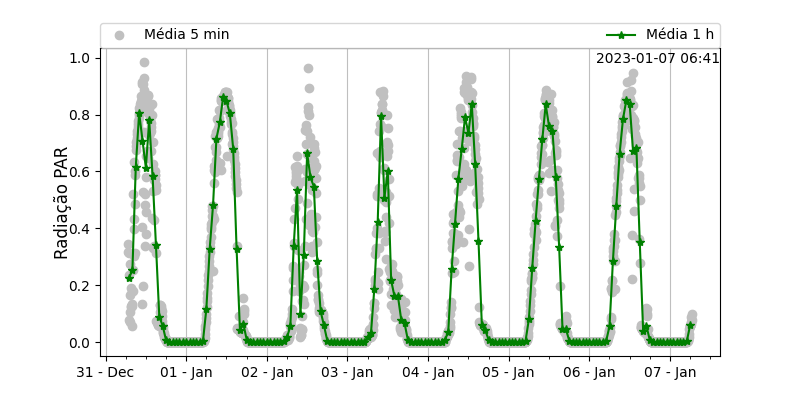 Média 5 min
Média 1 h
2023-01-07 06:41
Radiação PAR
1.0
0.8
0.6
0.4
0.2
0.0
31 - Dec
01 - Jan
02 - Jan
03 - Jan
04 - Jan
05 - Jan
06 - Jan
07 - Jan